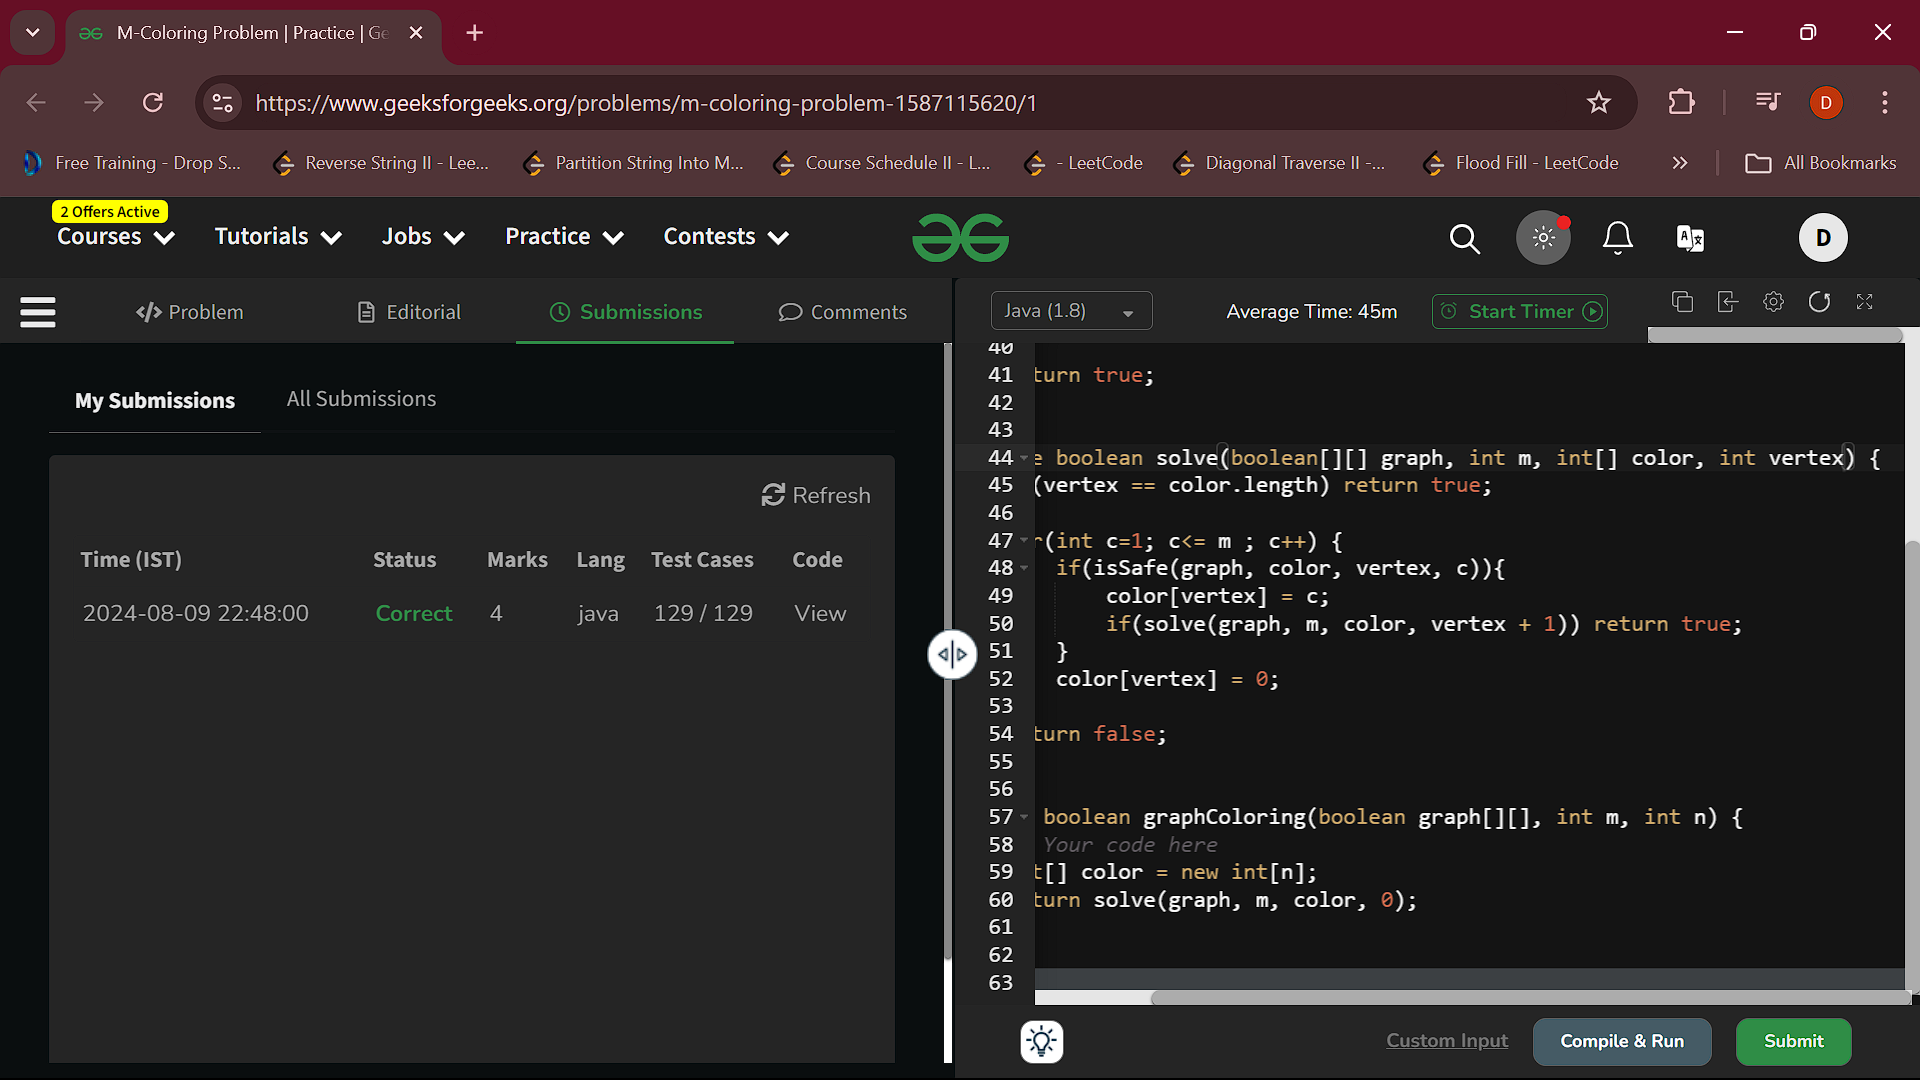 M-Coloring Problem | Practice | Ge
https://www.geeksforgeeks.org/problems/m-coloring-problem-1587115620/1
D
Free Training - Drop S...
Reverse String II - Lee...
Partition String Into M...
Course Schedule II - L...
- LeetCode
Diagonal Traverse II -...
Flood Fill - LeetCode
All Bookmarks
2 Offers Active
Courses
Tutorials
Jobs
Practice
Contests
D
Problem
Editorial
Submissions
Comments
Java (1.8)
Average Time: 45m
Start Timer
My Submissions
All Submissions
Refresh
Time (IST) Status Marks Lang Test Cases Code
2024-08-09 22:48:00 Correct 4 java 129 / 129 View
40
41 turn true;
42
43
44 e boolean solve(boolean[][] graph, int m, int[] color, int vertex) {
45 (vertex == color.length) return true;
46
47 r(int c=1; c<= m ; c++) {
48 if(isSafe(graph, color, vertex, c)){
49 color[vertex] = c;
50 if(solve(graph, m, color, vertex + 1)) return true;
51 }
52 color[vertex] = 0;
53
54 turn false;
55
56
57 boolean graphColoring(boolean graph[][], int m, int n) {
58 Your code here
59 t[] color = new int[n];
60 turn solve(graph, m, color, 0);
61
62
63
Custom Input
Compile & Run
Submit